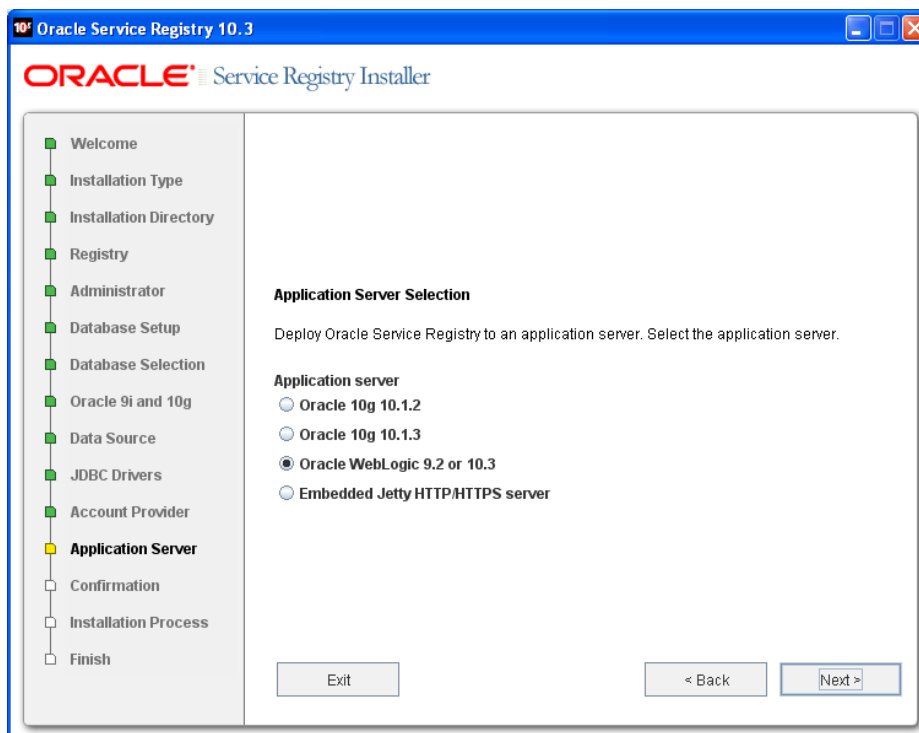 Oracle Service Registry 10.3
ORACLE Service Registry Installer
Welcome
Installation Type
Installation Directory
Registry
Administrator
Database Setup
Database Selection
Oracle 9i and 10g
Data Source
JDBC Drivers
Account Provider
Application Server
Confirmation
Installation Process
Finish
Application Server Selection
Deploy Oracle Service Registry to an application server. Select the application server.
Application server
Oracle 10g 10.1.2
Oracle 10g 10.1.3
Oracle WebLogic 9.2 or 10.3
Embedded Jetty HTTP/HTTPS server
Exit
< Back
Next >